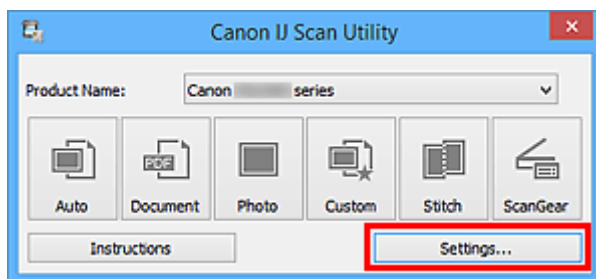 Canon IJ Scan Utility
Product Name: Canon series
PDF
Auto Document Photo Custom Stitch ScanGear
Instructions Settings...